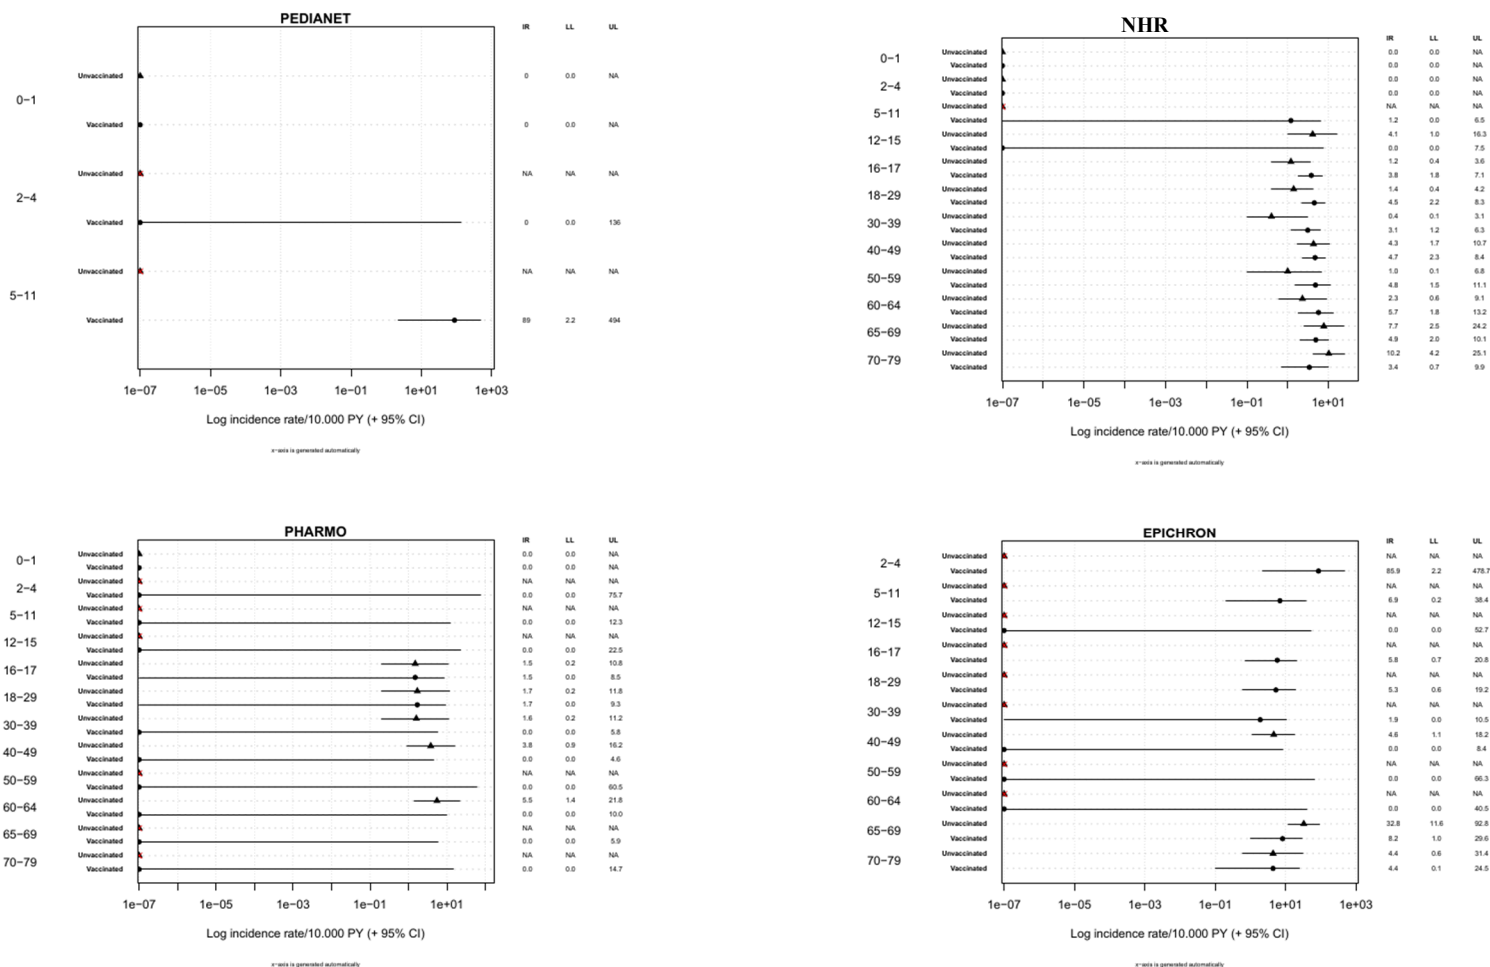 PEDIANET
IR LL UL
Unvaccinated 0 0.0 NA
0−1
Vaccinated 0 0.0 NA
Unvaccinated NA NA NA
2−4
Vaccinated 0 0.0 136
Unvaccinated NA NA NA
5−11
Vaccinated 89 2.2 494
1e−07 1e−05 1e−03 1e−01 1e+01 1e+03
Log incidence rate/10.000 PY (+ 95% CI)
x−axis is generated automatically
NHR
IR LL UL
Unvaccinated 0.0 0.0 NA
0−1
Vaccinated 0.0 0.0 NA
Unvaccinated 0.0 0.0 NA
2−4
Vaccinated 0.0 0.0 NA
Unvaccinated NA NA NA
5−11
Vaccinated 1.2 0.0 6.5
Unvaccinated 4.1 1.0 16.3
12−15
Vaccinated 0.0 0.0 7.5
Unvaccinated 1.2 0.4 3.6
16−17
Vaccinated 3.8 1.8 7.1
Unvaccinated 1.4 0.4 4.2
18−29
Vaccinated 4.5 2.2 8.3
Unvaccinated 0.4 0.1 3.1
30−39
Vaccinated 3.1 1.2 6.3
Unvaccinated 4.3 1.7 10.7
40−49
Vaccinated 4.7 2.3 8.4
Unvaccinated 1.0 0.1 6.8
50−59
Vaccinated 4.8 1.5 11.1
Unvaccinated 2.3 0.6 9.1
60−64
Vaccinated 5.7 1.8 13.2
Unvaccinated 7.7 2.5 24.2
65−69
Vaccinated 4.9 2.0 10.1
Unvaccinated 10.2 4.2 25.1
70−79
Vaccinated 3.4 0.7 9.9
1e−07 1e−05 1e−03 1e−01 1e+01
Log incidence rate/10.000 PY (+ 95% CI)
x−axis is generated automatically
PHARMO
IR LL UL
Unvaccinated 0.0 0.0 NA
0−1
Vaccinated 0.0 0.0 NA
Unvaccinated NA NA NA
2−4
Vaccinated 0.0 0.0 75.7
Unvaccinated NA NA NA
5−11
Vaccinated 0.0 0.0 12.3
Unvaccinated NA NA NA
12−15
Vaccinated 0.0 0.0 22.5
Unvaccinated 1.5 0.2 10.8
16−17
Vaccinated 1.5 0.0 8.5
Unvaccinated 1.7 0.2 11.8
18−29
Vaccinated 1.7 0.0 9.3
Unvaccinated 1.6 0.2 11.2
30−39
Vaccinated 0.0 0.0 5.8
Unvaccinated 3.8 0.9 16.2
40−49
Vaccinated 0.0 0.0 4.6
Unvaccinated NA NA NA
50−59
Vaccinated 0.0 0.0 60.5
Unvaccinated 5.5 1.4 21.8
60−64
Vaccinated 0.0 0.0 10.0
Unvaccinated NA NA NA
65−69
Vaccinated 0.0 0.0 5.9
Unvaccinated NA NA NA
70−79
Vaccinated 0.0 0.0 14.7
1e−07 1e−05 1e−03 1e−01 1e+01
Log incidence rate/10.000 PY (+ 95% CI)
x−axis is generated automatically
EPICHRON
IR LL UL
Unvaccinated NA NA NA
2−4
Vaccinated 85.9 2.2 478.7
Unvaccinated NA NA NA
5−11
Vaccinated 6.9 0.2 38.4
Unvaccinated NA NA NA
12−15
Vaccinated 0.0 0.0 52.7
Unvaccinated NA NA NA
16−17
Vaccinated 5.8 0.7 20.8
Unvaccinated NA NA NA
18−29
Vaccinated 5.3 0.6 19.2
Unvaccinated NA NA NA
30−39
Vaccinated 1.9 0.0 10.5
Unvaccinated 4.6 1.1 18.2
40−49
Vaccinated 0.0 0.0 8.4
Unvaccinated NA NA NA
50−59
Vaccinated 0.0 0.0 66.3
Unvaccinated NA NA NA
60−64
Vaccinated 0.0 0.0 40.5
Unvaccinated 32.8 11.6 92.8
65−69
Vaccinated 8.2 1.0 29.6
Unvaccinated 4.4 0.6 31.4
70−79
Vaccinated 4.4 0.1 24.5
1e−07 1e−05 1e−03 1e−01 1e+01 1e+03
Log incidence rate/10.000 PY (+ 95% CI)
x−axis is generated automatically